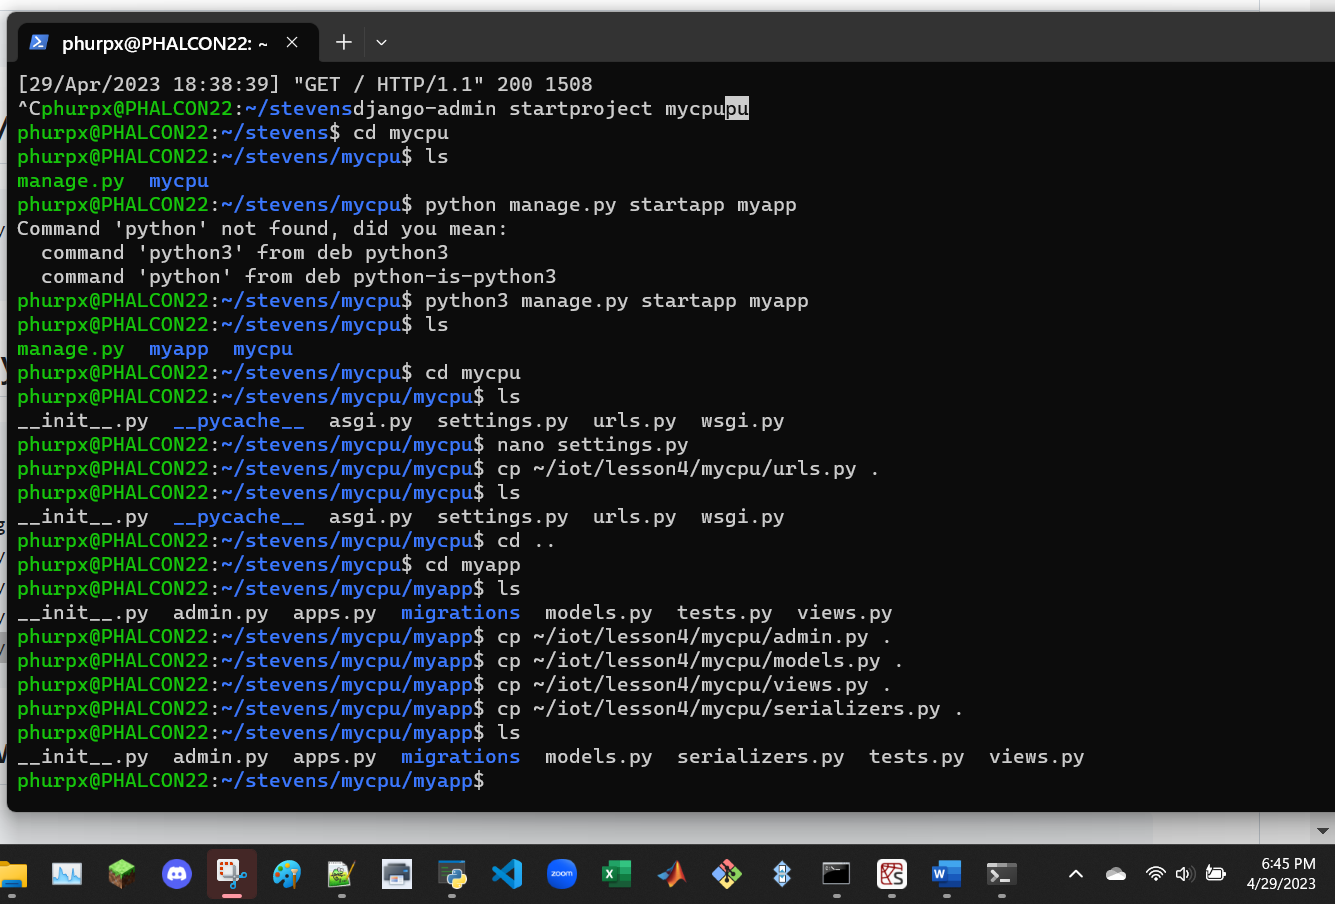 phurpx@PHALCON22: ~
[29/Apr/2023 18:38:39] "GET / HTTP/1.1" 200 1508
^Cphurpx@PHALCON22:~/stevensdjango-admin startproject mycpupu
phurpx@PHALCON22:~/stevens$ cd mycpu
phurpx@PHALCON22:~/stevens/mycpu$ ls
manage.py  mycpu
phurpx@PHALCON22:~/stevens/mycpu$ python manage.py startapp myapp
Command 'python' not found, did you mean:
  command 'python3' from deb python3
  command 'python' from deb python-is-python3
phurpx@PHALCON22:~/stevens/mycpu$ python3 manage.py startapp myapp
phurpx@PHALCON22:~/stevens/mycpu$ ls
manage.py  myapp  mycpu
phurpx@PHALCON22:~/stevens/mycpu$ cd mycpu
phurpx@PHALCON22:~/stevens/mycpu/mycpu$ ls
__init__.py  __pycache__  asgi.py  settings.py  urls.py  wsgi.py
phurpx@PHALCON22:~/stevens/mycpu/mycpu$ nano settings.py
phurpx@PHALCON22:~/stevens/mycpu/mycpu$ cp ~/iot/lesson4/mycpu/urls.py .
phurpx@PHALCON22:~/stevens/mycpu/mycpu$ ls
__init__.py  __pycache__  asgi.py  settings.py  urls.py  wsgi.py
phurpx@PHALCON22:~/stevens/mycpu/mycpu$ cd ..
phurpx@PHALCON22:~/stevens/mycpu$ cd myapp
phurpx@PHALCON22:~/stevens/mycpu/myapp$ ls
__init__.py  admin.py  apps.py  migrations  models.py  tests.py  views.py
phurpx@PHALCON22:~/stevens/mycpu/myapp$ cp ~/iot/lesson4/mycpu/admin.py .
phurpx@PHALCON22:~/stevens/mycpu/myapp$ cp ~/iot/lesson4/mycpu/models.py .
phurpx@PHALCON22:~/stevens/mycpu/myapp$ cp ~/iot/lesson4/mycpu/views.py .
phurpx@PHALCON22:~/stevens/mycpu/myapp$ cp ~/iot/lesson4/mycpu/serializers.py .
phurpx@PHALCON22:~/stevens/mycpu/myapp$ ls
__init__.py  admin.py  apps.py  migrations  models.py  serializers.py  tests.py  views.py
phurpx@PHALCON22:~/stevens/mycpu/myapp$
zoom
6:45 PM
4/29/2023